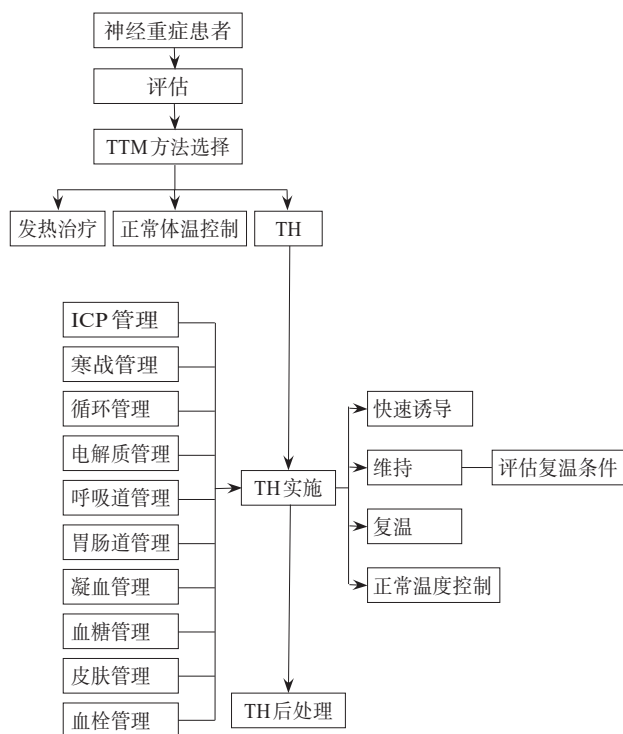 神经重症患者
评估
TTM方法选择
发热治疗
正常体温控制
TH
ICP管理
寒战管理
循环管理
电解质管理
呼吸道管理
胃肠道管理
凝血管理
血糖管理
皮肤管理
血栓管理
TH实施
快速诱导
维持
评估复温条件
复温
正常温度控制
TH后处理